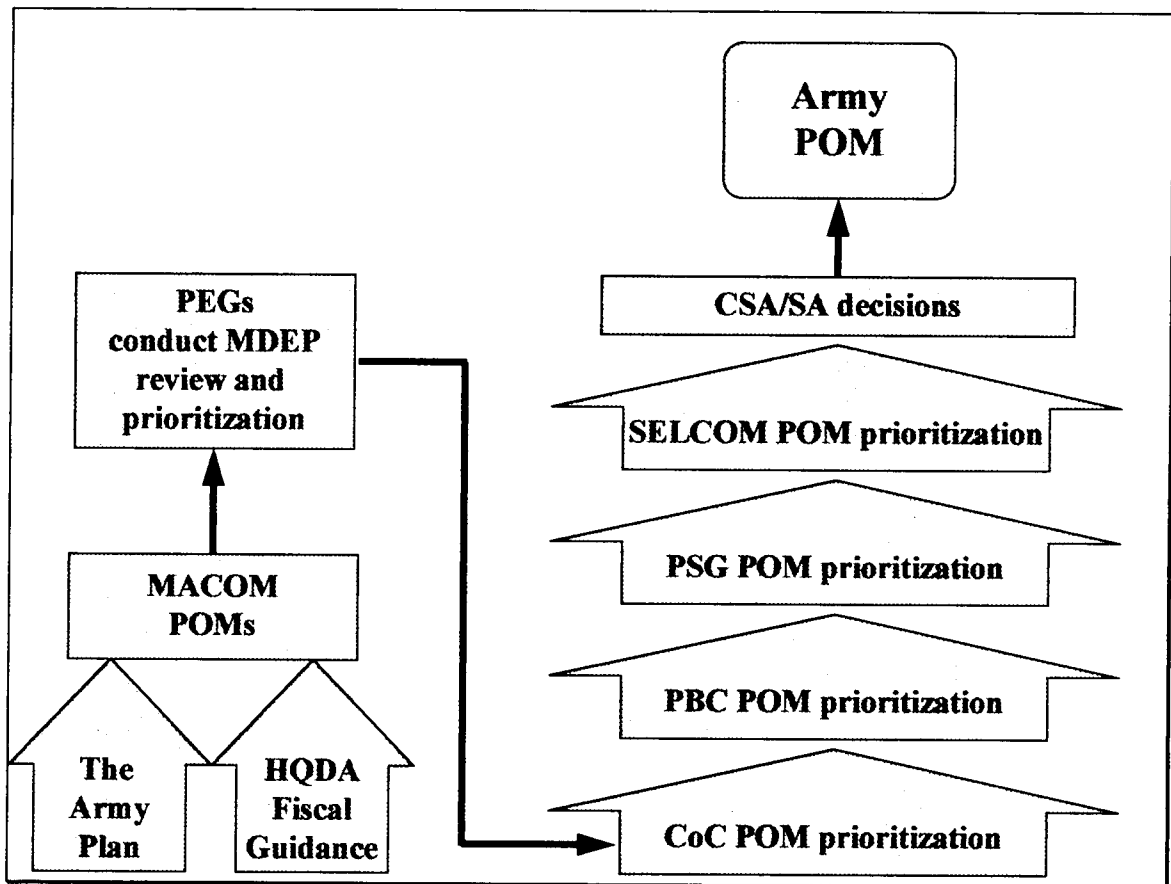 Army
POM
PEGs
conduct MDEP
review and
prioritization
CSA/SA decisions
SELCOM POM prioritization
MACOM
POMs
PSG POM prioritization
PBC POM prioritization
The
Army
Plan
HQDA
Fiscal
Guidance
CoC POM prioritization